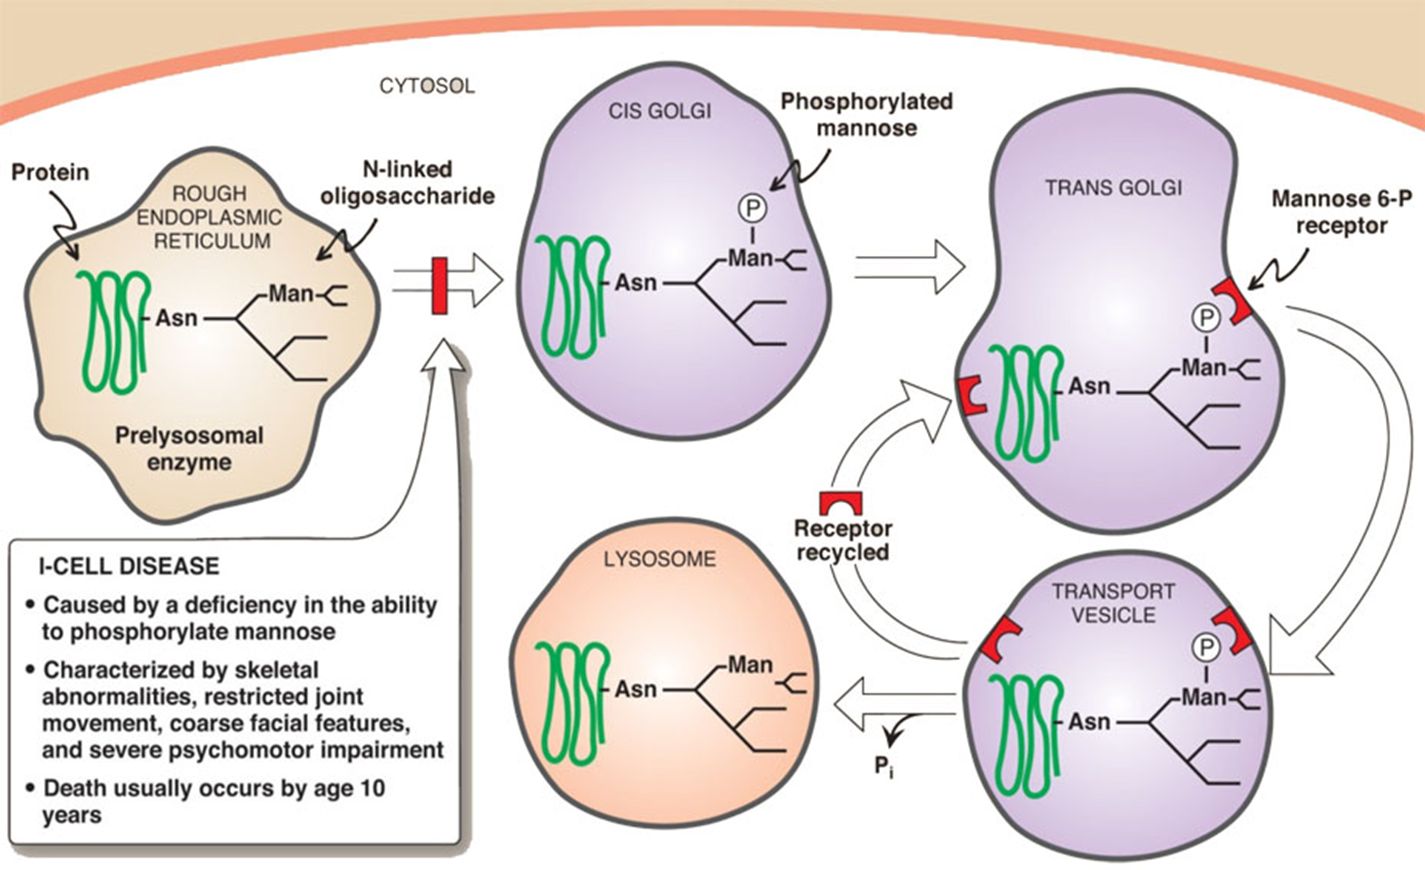 CYTOSOL
Protein
ROUGH
ENDOPLASMIC
RETICULUM
N-linked
oligosaccharide
Asn
Man
Prelysosomal
enzyme
CIS GOLGI
Phosphorylated
mannose
P
Man
Asn
TRANS GOLGI
Mannose 6-P
receptor
P
Man
Asn
Receptor
recycled
TRANSPORT
VESICLE
P
Man
Asn
Pi
LYSOSOME
Man
Asn
I-CELL DISEASE
• Caused by a deficiency in the ability
to phosphorylate mannose
• Characterized by skeletal
abnormalities, restricted joint
movement, coarse facial features,
and severe psychomotor impairment
• Death usually occurs by age 10
years